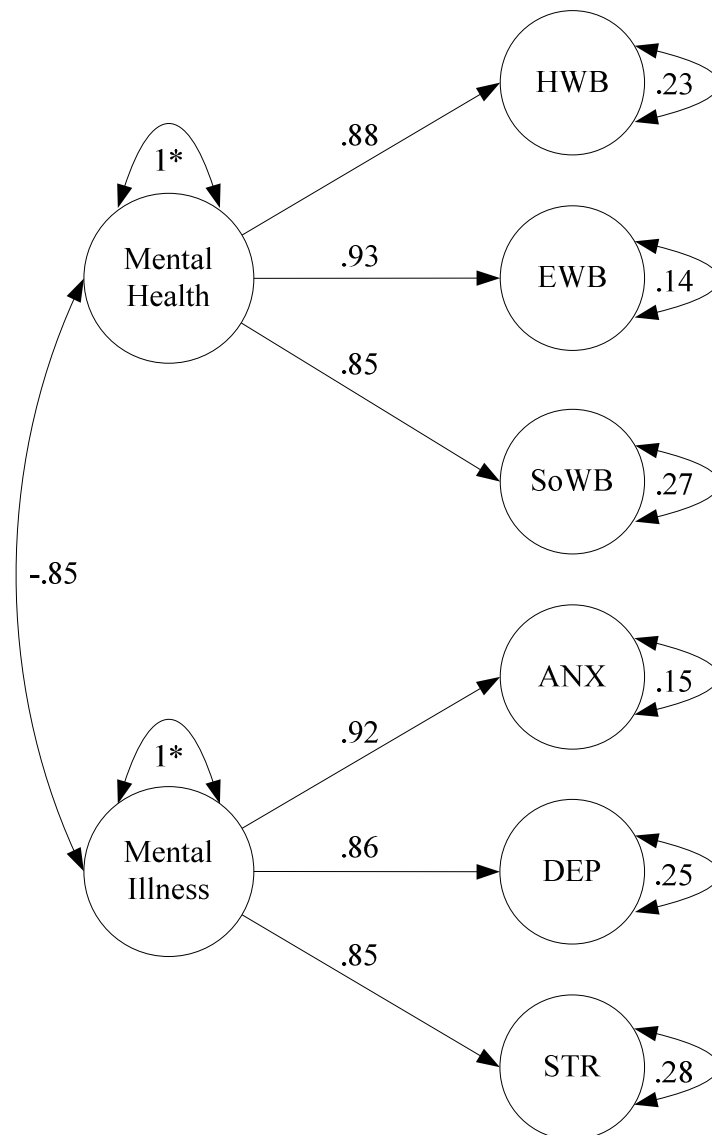 HWB
.23
.88
1*
Mental
Health
.93
EWB
.14
.85
SoWB
.27
-.85
ANX
.15
.92
1*
Mental
Illness
.86
DEP
.25
.85
STR
.28